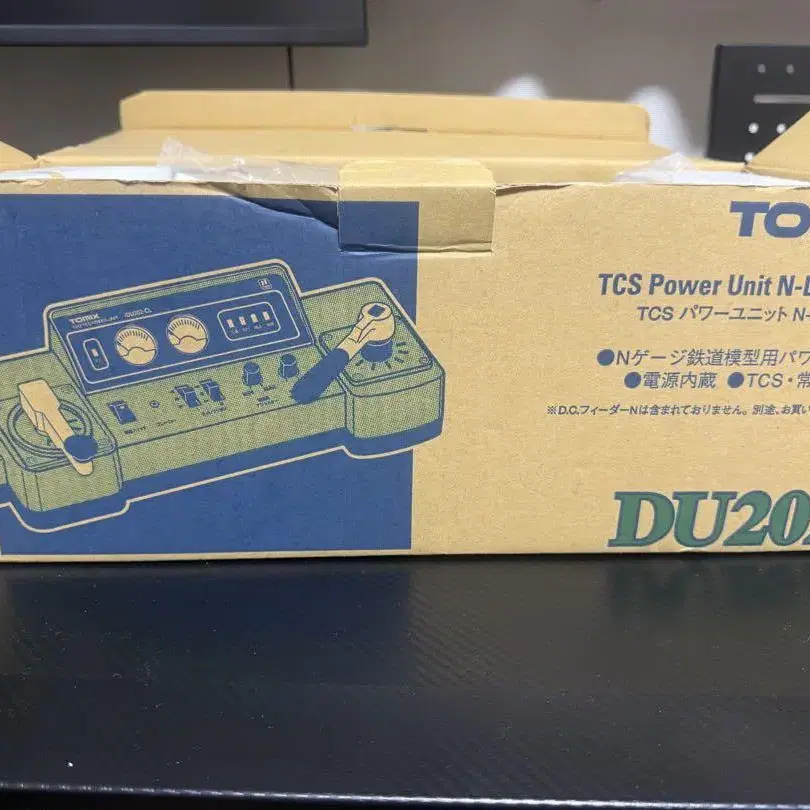 TO
TCS Power Unit N-
TCS パワーユニット N-
●Nゲージ鉄道模型用パワ
●電源内蔵 ●TCS・常
※D.C.フィーダーNは含まれておりません。別途、お買い
DU20
TOMIX